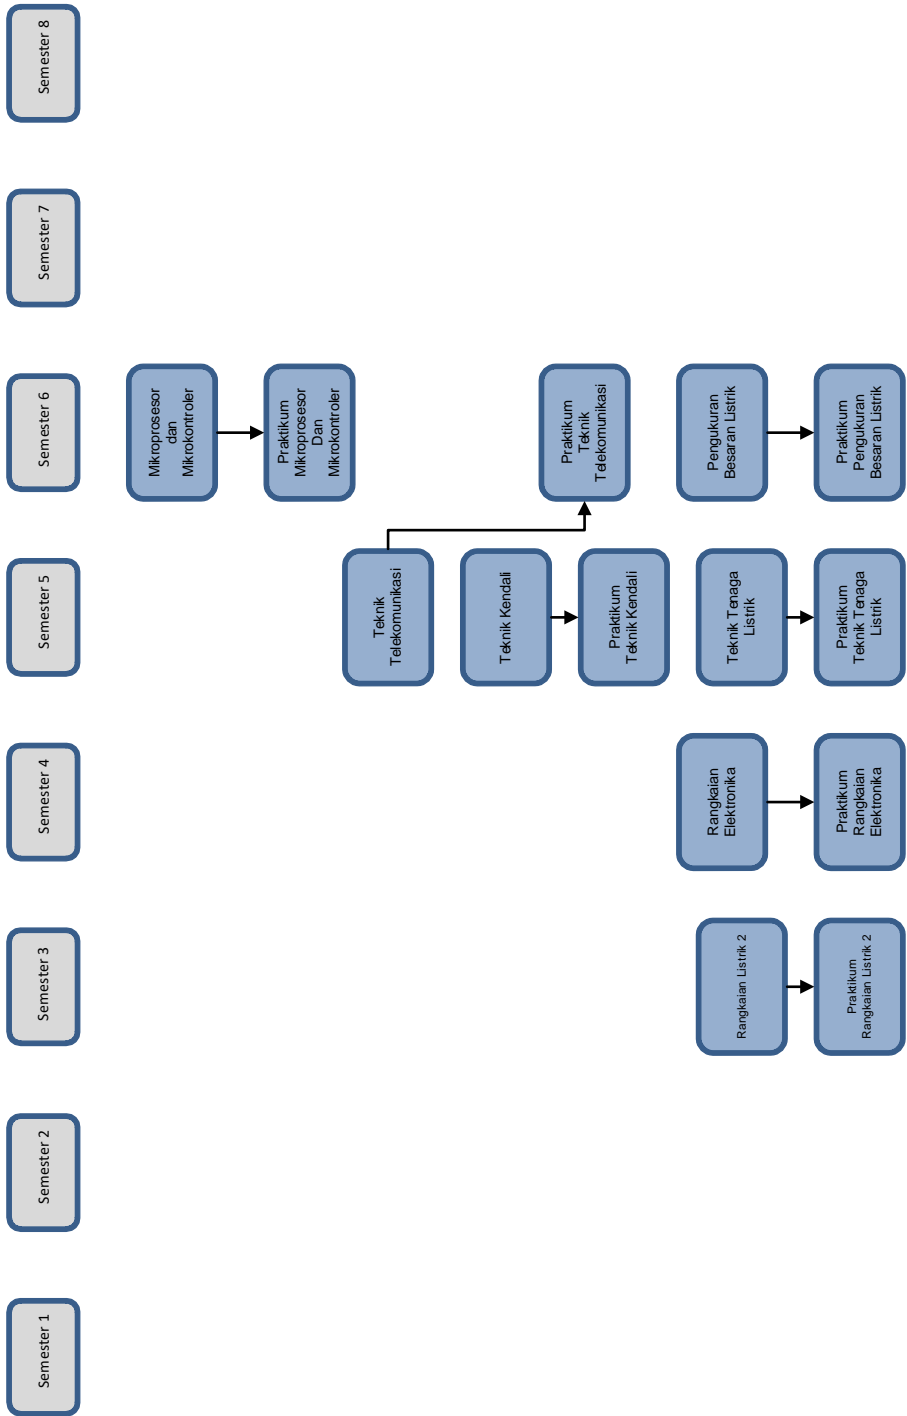 Semester 1
Semester 2
Semester 3
Semester 4
Semester 5
Semester 6
Semester 7
Semester 8
Mikroprosesor
dan
Mikrokontroler
Praktikum
Mikroprosesor
Dan
Mikrokontroler
Teknik
Telekomunikasi
Teknik Kendali
Praktikum
Teknik
Telekomunikasi
Praktikum
Teknik Kendali
Rangkaian Listrik 2
Rangkaian
Elektronika
Teknik Tenaga
Listrik
Pengukuran
Besaran Listrik
Praktikum
Rangkaian Listrik 2
Praktikum
Rangkaian
Elektronika
Praktikum
Teknik Tenaga
Listrik
Praktikum
Pengukuran
Besaran Listrik